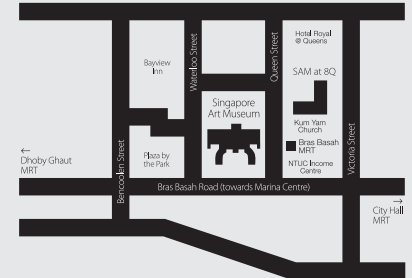 Hotel Royal
@ Queens
Bayview
Inn
Waterloo Street
Queen Street
SAM at 8Q
Singapore
Art Museum
Kum Yam
Church
Bras Basah
MRT
Victoria Street
←
Dhoby Ghaut
MRT
Bencoolen Street
Plaza by
the Park
NTUC Income
Centre
Bras Basah Road (towards Marina Centre)
→
City Hall
MRT